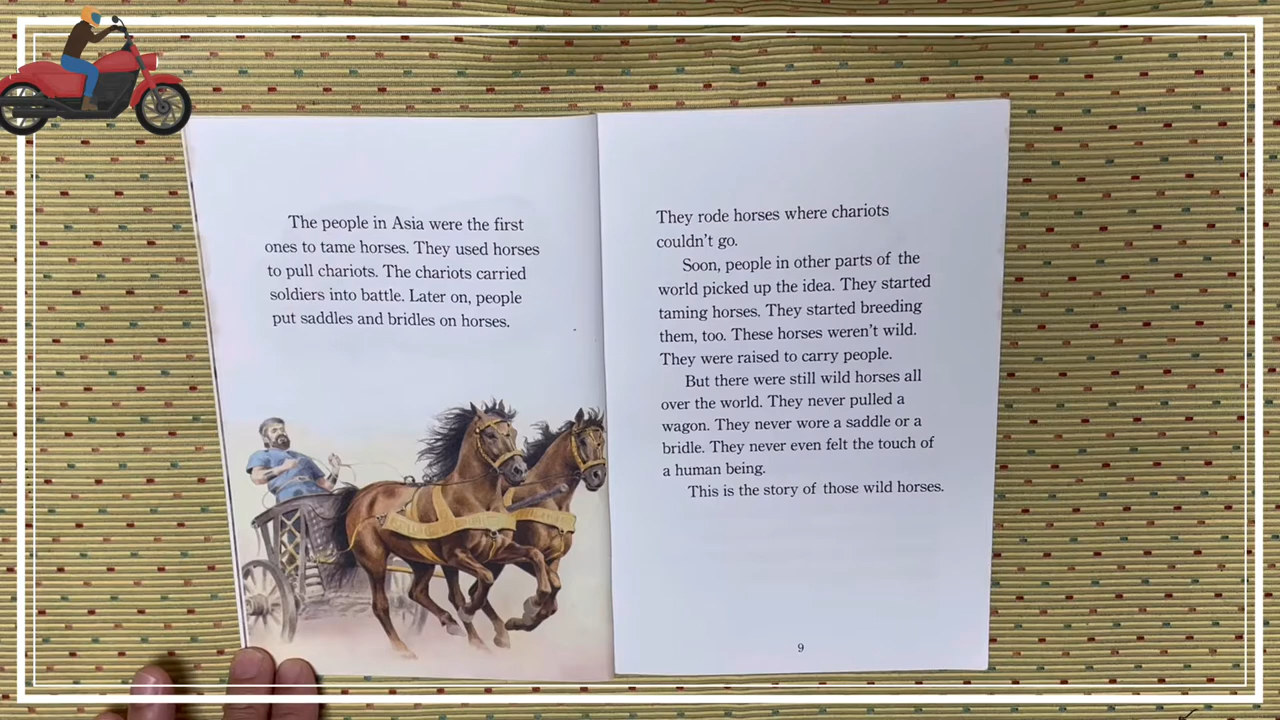 The people in Asia were the first
ones to tame horses. They used horses
to pull chariots. The chariots carried
soldiers into battle. Later on, people
put saddles and bridles on horses.
They rode horses where chariots
couldn't go.
Soon, people in other parts of the
world picked up the idea. They started
taming horses. They started breeding
them, too. These horses weren't wild.
They were raised to carry people.
But there were still wild horses all
over the world. They never pulled a
wagon. They never wore a saddle or a
bridle. They never even felt the touch of
a human being.
This is the story of those wild horses.
9